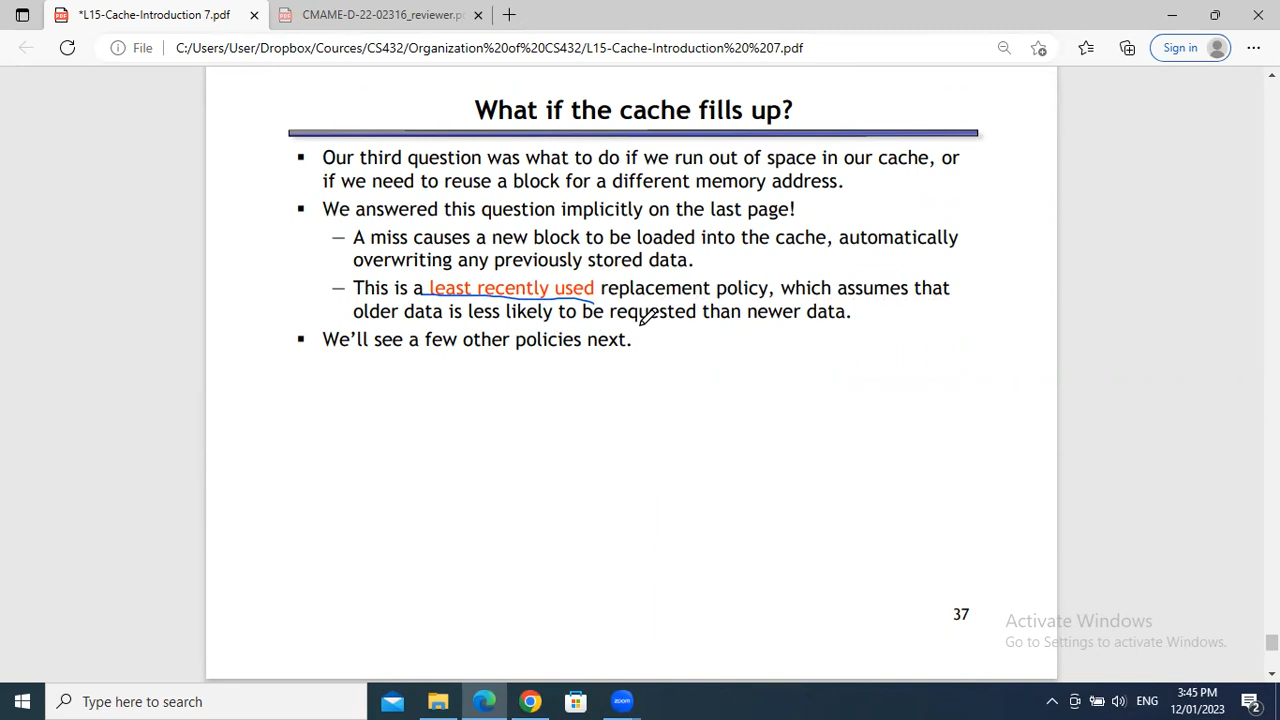 *L15-Cache-Introduction 7.pdf
CMAME-D-22-02316_reviewer.p
File
C:/Users/User/Dropbox/Cources/CS432/Organization%20of%20CS432/L15-Cache-Introduction%20%207.pdf
Sign in
What if the cache fills up?
Our third question was what to do if we run out of space in our cache, or
if we need to reuse a block for a different memory address.
We answered this question implicitly on the last page!
— A miss causes a new block to be loaded into the cache, automatically
overwriting any previously stored data.
— This is a least recently used replacement policy, which assumes that
older data is less likely to be requested than newer data.
We'll see a few other policies next.
37
Activate Windows
Go to Settings to activate Windows.
Type here to search
zoom
ENG
3:45 PM
12/01/2023
2